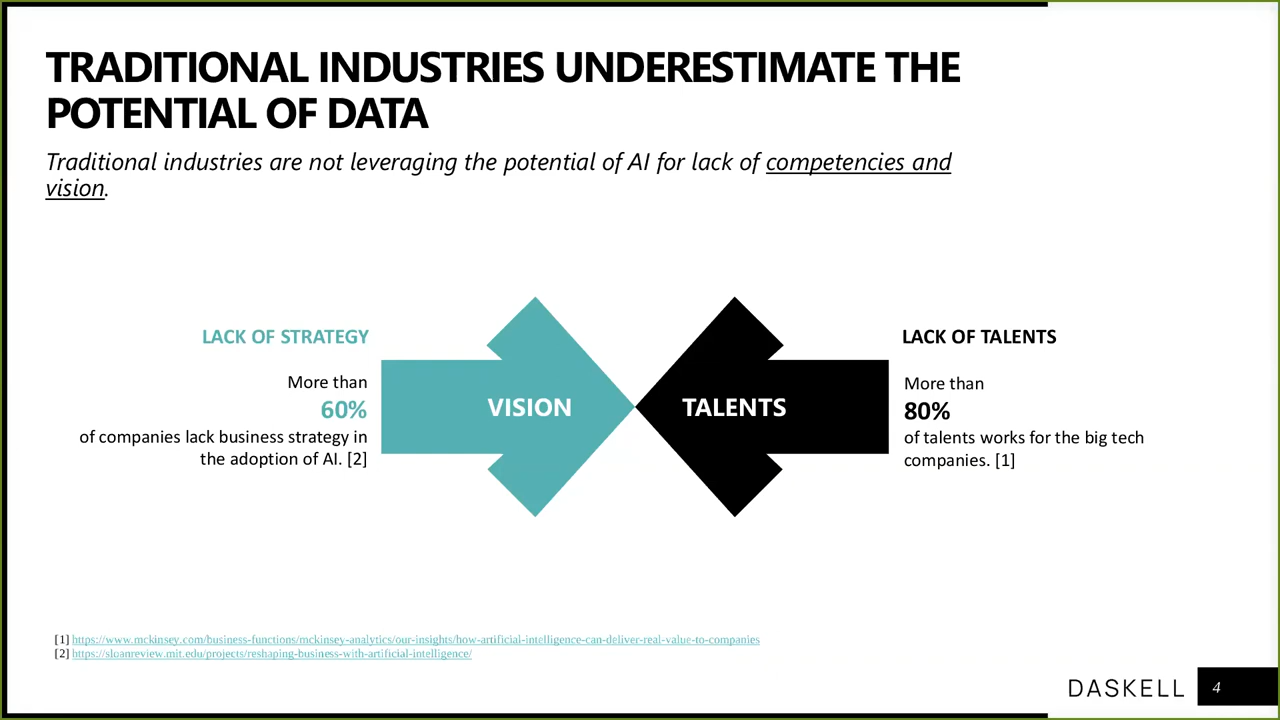 TRADITIONAL INDUSTRIES UNDERESTIMATE THE
POTENTIAL OF DATA
Traditional industries are not leveraging the potential of AI for lack of competencies and
vision.
LACK OF STRATEGY
More than
60%
of companies lack business strategy in
the adoption of AI. [2]
VISION
TALENTS
LACK OF TALENTS
More than
80%
of talents works for the big tech
companies. [1]
[1] https://www.mckinsey.com/business-functions/mckinsey-analytics/our-insights/how-artificial-intelligence-can-deliver-real-value-to-companies
[2] https://sloanreview.mit.edu/projects/reshaping-business-with-artificial-intelligence/
DASKELL
4